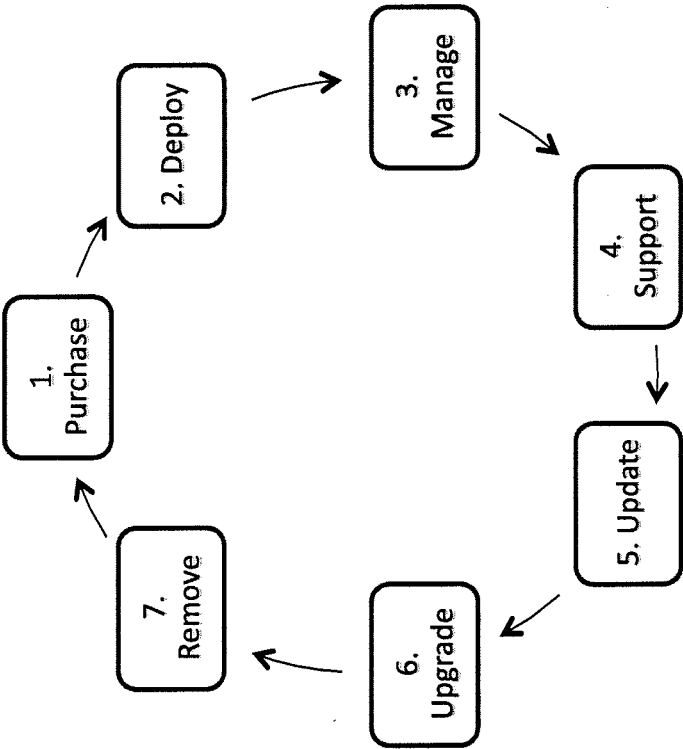 1.
Purchase
2. Deploy
3.
Manage
4.
Support
5. Update
6.
Upgrade
7.
Remove